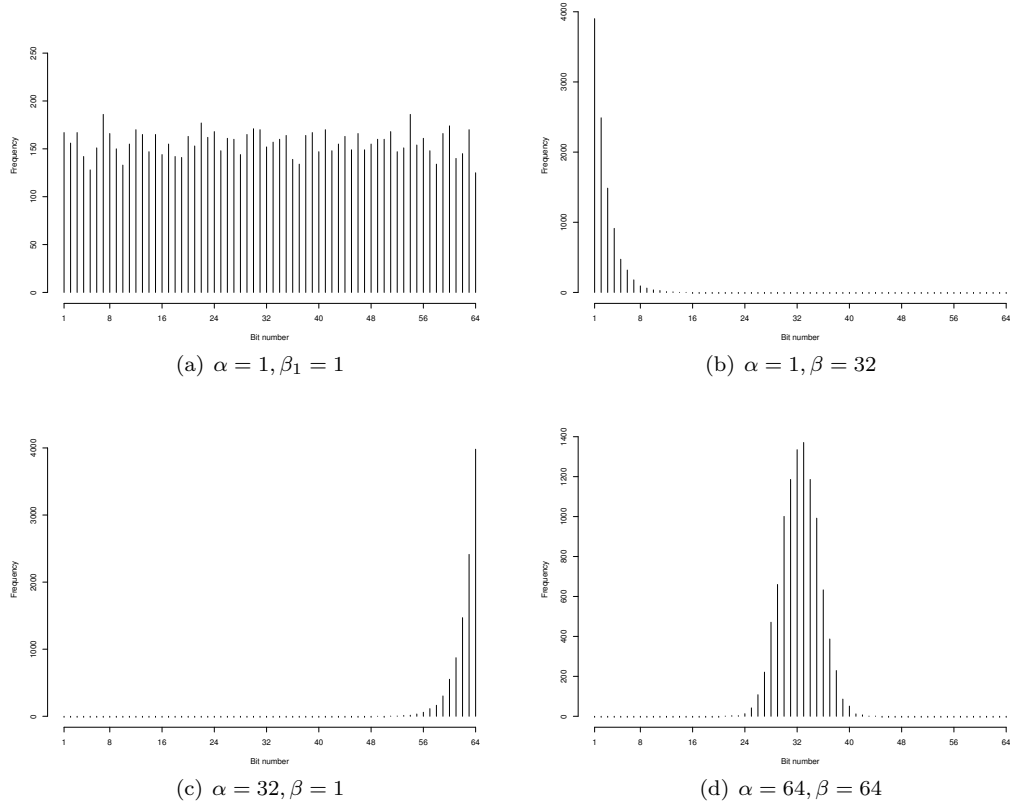 250
200
150
100
50
0
Frequency
1 8 16 24 32 40 48 56 64
Bit number
(a) α = 1, β₁ = 1
4000
3000
2000
1000
0
Frequency
1 8 16 24 32 40 48 56 64
Bit number
(b) α = 1, β = 32
4000
3000
2000
1000
0
Frequency
1 8 16 24 32 40 48 56 64
Bit number
(c) α = 32, β = 1
1400
1200
1000
800
600
400
200
0
Frequency
1 8 16 24 32 40 48 56 64
Bit number
(d) α = 64, β = 64